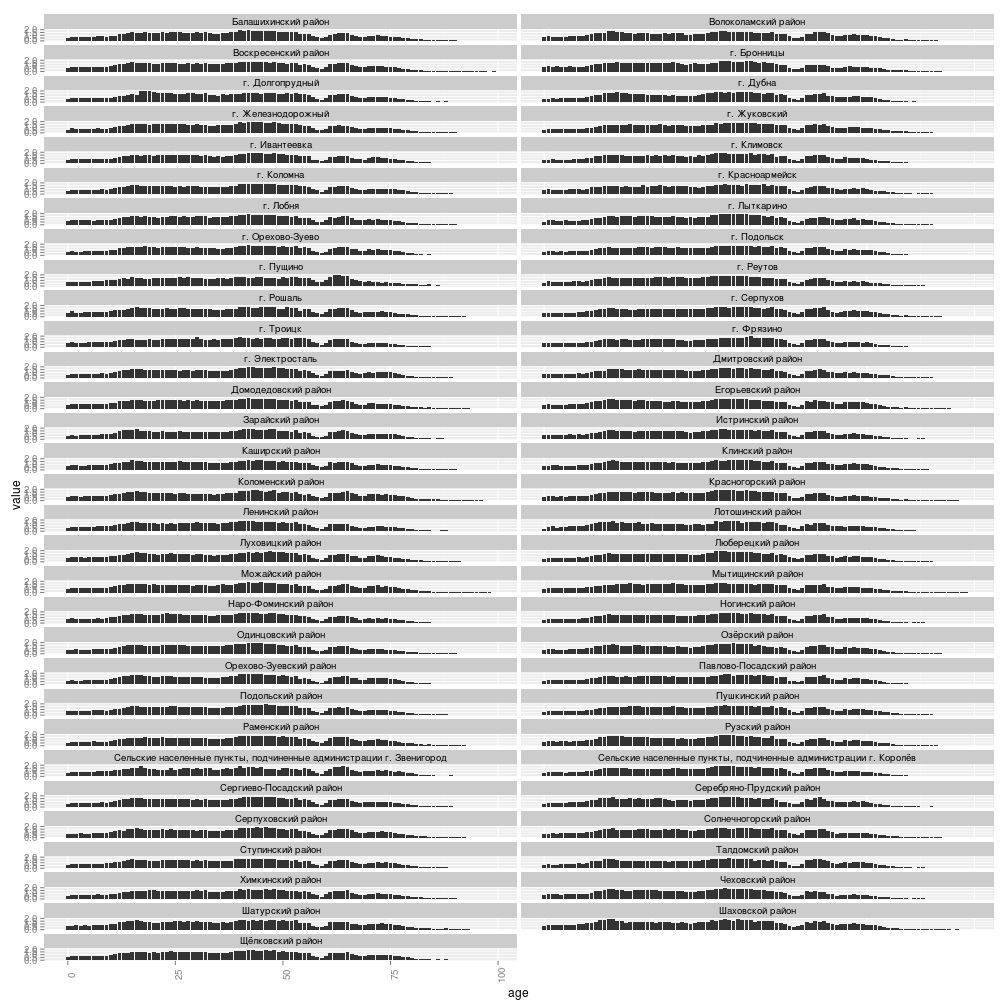 Балашихинский район
Волоколамский район
Воскресенский район
г. Бронницы
г. Долгопрудный
г. Дубна
г. Железнодорожный
г. Жуковский
г. Ивантеевка
г. Климовск
г. Коломна
г. Красноармейск
г. Лобня
г. Лыткарино
г. Орехово-Зуево
г. Подольск
г. Пущино
г. Реутов
г. Рошаль
г. Серпухов
г. Троицк
г. Фрязино
г. Электросталь
Дмитровский район
Домодедовский район
Егорьевский район
Зарайский район
Истринский район
Каширский район
Клинский район
Коломенский район
Красногорский район
Ленинский район
Лотошинский район
Луховицкий район
Люберецкий район
Можайский район
Мытищинский район
Наро-Фоминский район
Ногинский район
Одинцовский район
Озёрский район
Орехово-Зуевский район
Павлово-Посадский район
Подольский район
Пушкинский район
Раменский район
Рузский район
Сельские населенные пункты, подчиненные администрации г. Звенигород
Сельские населенные пункты, подчиненные администрации г. Королёв
Сергиево-Посадский район
Серебряно-Прудский район
Серпуховский район
Солнечногорский район
Ступинский район
Талдомский район
Химкинский район
Чеховский район
Шатурский район
Шаховской район
Щёлковский район
value
0
25
50
75
100
age